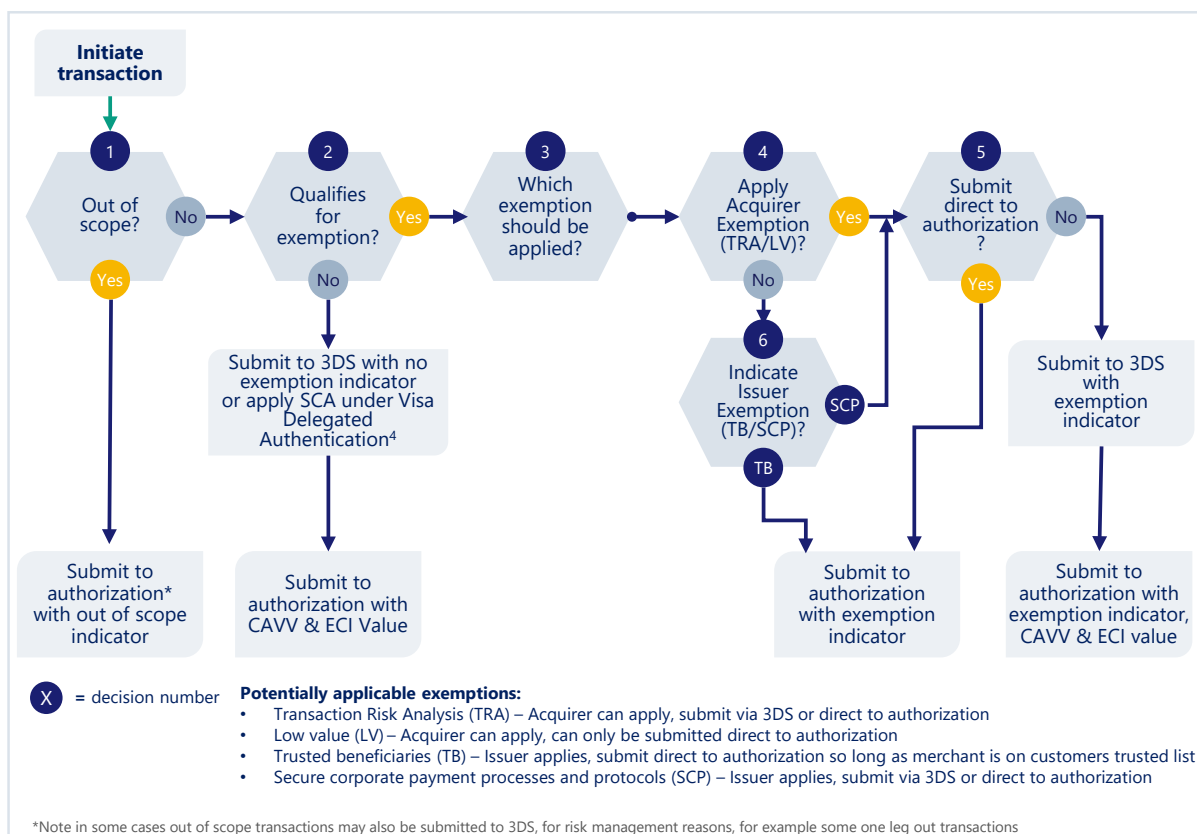 Initiate
transaction
1
Out of
scope?
No
Yes
2
Qualifies
for
exemption?
Yes
No
3
Which
exemption
should be
applied?
4
Apply
Acquirer
Exemption
(TRA/LV)?
Yes
No
5
Submit
direct to
authorization
?
No
Yes
6
Indicate
Issuer
Exemption
(TB/SCP)?
SCP
TB
Submit to 3DS with no
exemption indicator
or apply SCA under Visa
Delegated
Authentication⁴
Submit to 3DS
with
exemption
indicator
Submit to
authorization*
with out of scope
indicator
Submit to
authorization with
CAVV & ECI Value
Submit to
authorization
with exemption
indicator
Submit to
authorization with
exemption indicator,
CAVV & ECI value
X = decision number
Potentially applicable exemptions:
• Transaction Risk Analysis (TRA) – Acquirer can apply, submit via 3DS or direct to authorization
• Low value (LV) – Acquirer can apply, can only be submitted direct to authorization
• Trusted beneficiaries (TB) – Issuer applies, submit direct to authorization so long as merchant is on customers trusted list
• Secure corporate payment processes and protocols (SCP) – Issuer applies, submit via 3DS or direct to authorization
*Note in some cases out of scope transactions may also be submitted to 3DS, for risk management reasons, for example some one leg out transactions